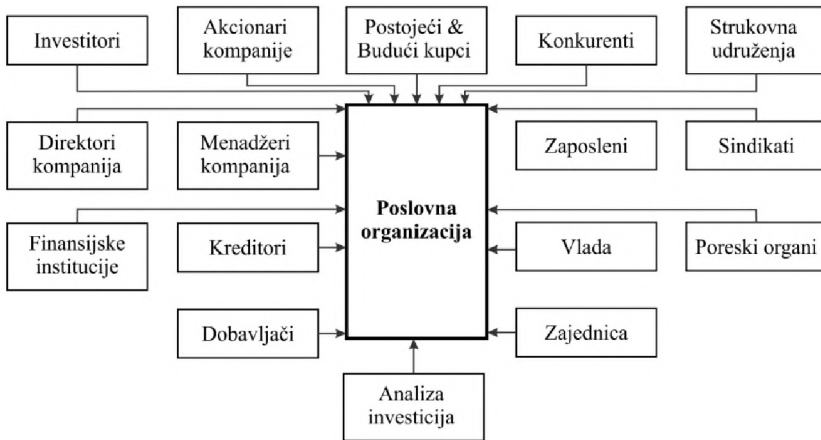 Investitori
Akcionari
kompanije
Postojeći &
Budući kupci
Konkurenti
Strukovna
udruženja
Direktori
kompanija
Menadžeri
kompanija
Poslovna
organizacija
Zaposleni
Sindikati
Finansijske
institucije
Kreditori
Vlada
Poreski organi
Dobavljači
Zajednica
Analiza
investicija